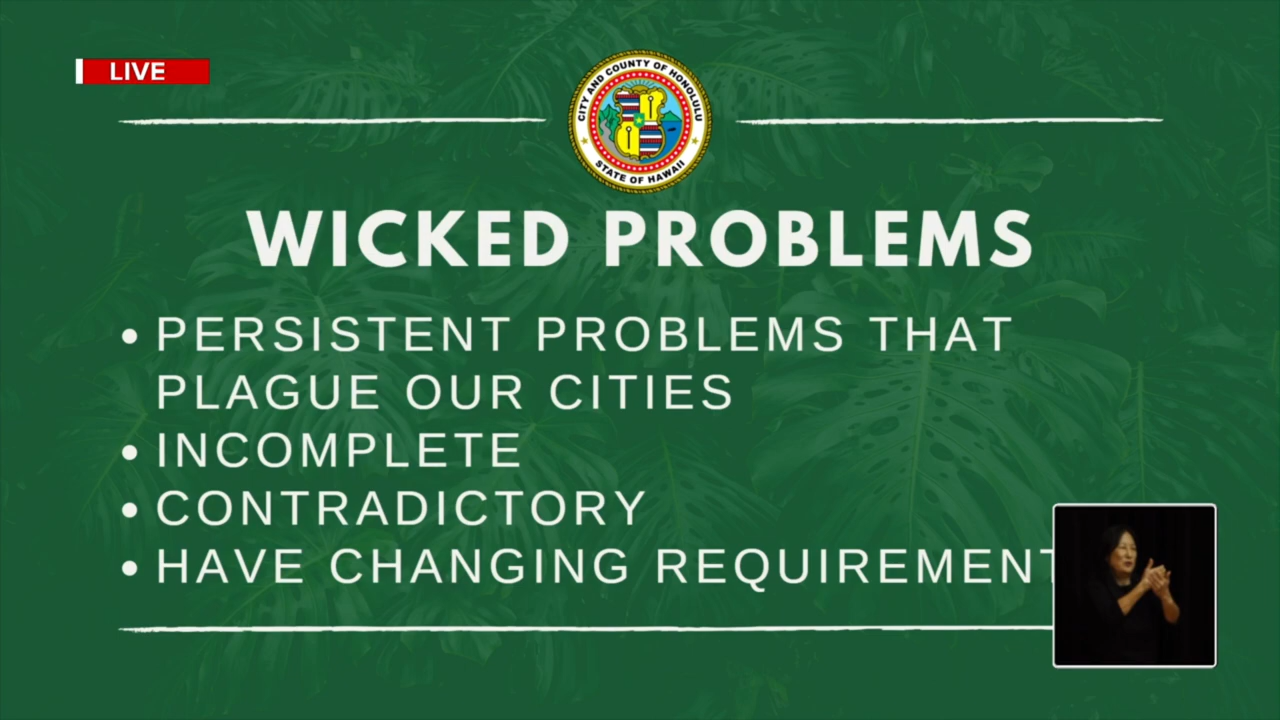 LIVE
CITY AND COUNTY OF HONOLULU
STATE OF HAWAII
WICKED PROBLEMS
• PERSISTENT PROBLEMS THAT
PLAGUE OUR CITIES
• INCOMPLETE
• CONTRADICTORY
• HAVE CHANGING REQUIREMENT